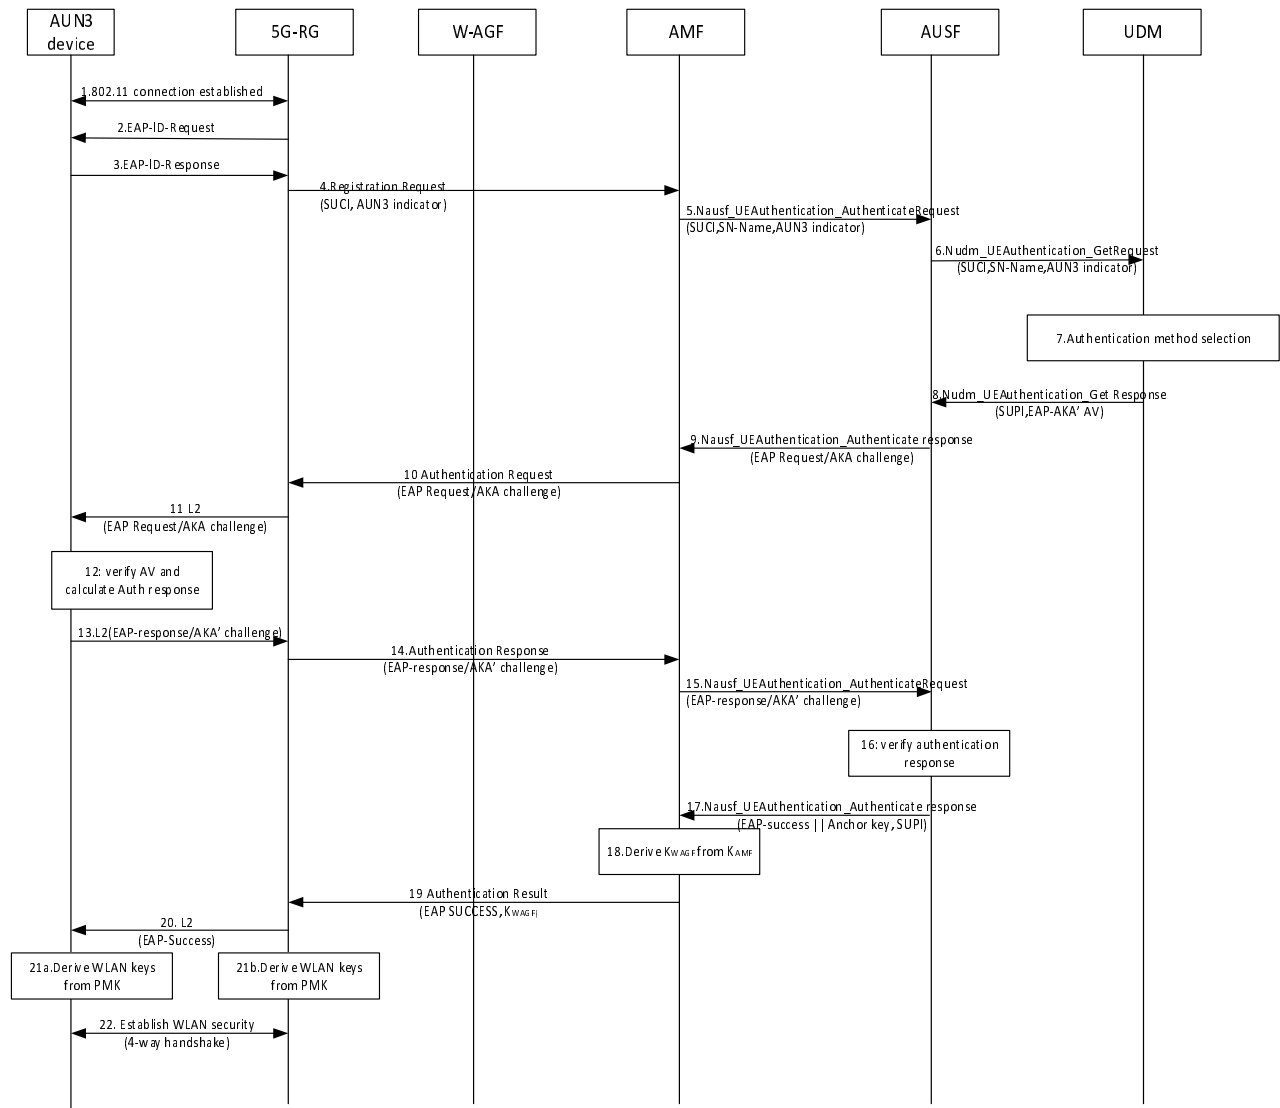 AUN3
device
5G-RG
W-AGF
AMF
AUSF
UDM
1.802.11 connection established
2.EAP-ID-Request
3.EAP-ID-Response
4.Registration Request
(SUCI, AUN3 indicator)
5.Nausf_UEAuthentication_AuthenticateRequest
(SUCI,SN-Name,AUN3 indicator)
6.Nudm_UEAuthentication_GetRequest
(SUCI,SN-Name,AUN3 indicator)
7.Authentication method selection
8.Nudm_UEAuthentication_Get Response
(SUPI,EAP-AKA’ AV)
9.Nausf_UEAuthentication_Authenticate response
(EAP Request/AKA challenge)
10 Authentication Request
(EAP Request/AKA challenge)
11 L2
(EAP Request/AKA challenge)
12: verify AV and
calculate Auth response
13.L2(EAP-response/AKA’ challenge)
14.Authentication Response
(EAP-response/AKA’ challenge)
15.Nausf_UEAuthentication_AuthenticateRequest
(EAP-response/AKA’ challenge)
16: verify authentication
response
17.Nausf_UEAuthentication_Authenticate response
(EAP-success || Anchor key, SUPI)
18.Derive KWAGF from KAMF
19 Authentication Result
(EAP SUCCESS, KWAGF)
20. L2
(EAP-Success)
21a.Derive WLAN keys
from PMK
21b.Derive WLAN keys
from PMK
22. Establish WLAN security
(4-way handshake)